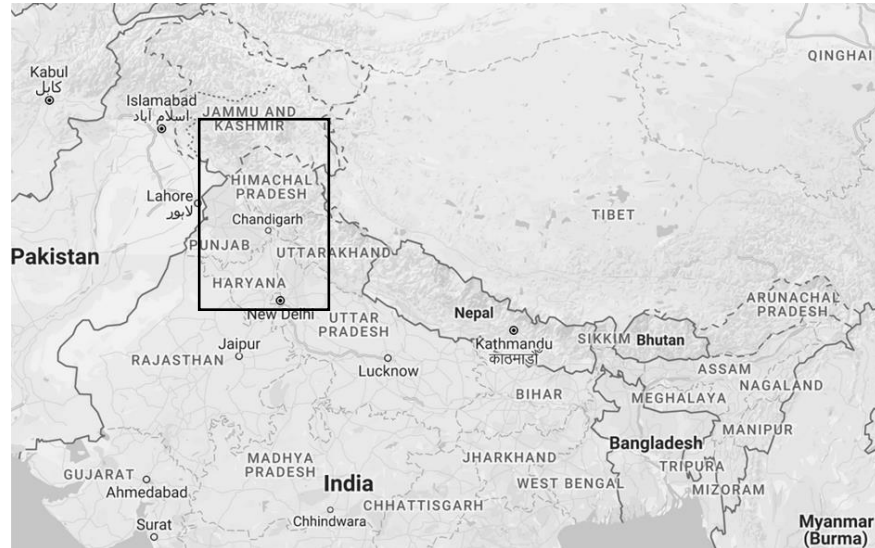 QINGHAI
Kabul
کابل
Islamabad
اسلام آباد
JAMMU AND
KASHMIR
Lahore
لاہور
HIMACHAL
PRADESH
Chandigarh
TIBET
PUNJAB
UTTARAKHAND
Pakistan
HARYANA
New Delhi
UTTAR
PRADESH
Nepal
ARUNACHAL
PRADESH
Jaipur
RAJASTHAN
Kathmandu
काठमाडौं
SIKKIM
Bhutan
Lucknow
ASSAM
NAGALAND
BIHAR
MEGHALAYA
MANIPUR
Bangladesh
MADHYA
PRADESH
JHARKHAND
TRIPURA
GUJARAT
Ahmedabad
India
WEST BENGAL
MIZORAM
CHHATTISGARH
Surat
Chhindwara
Myanmar
(Burma)